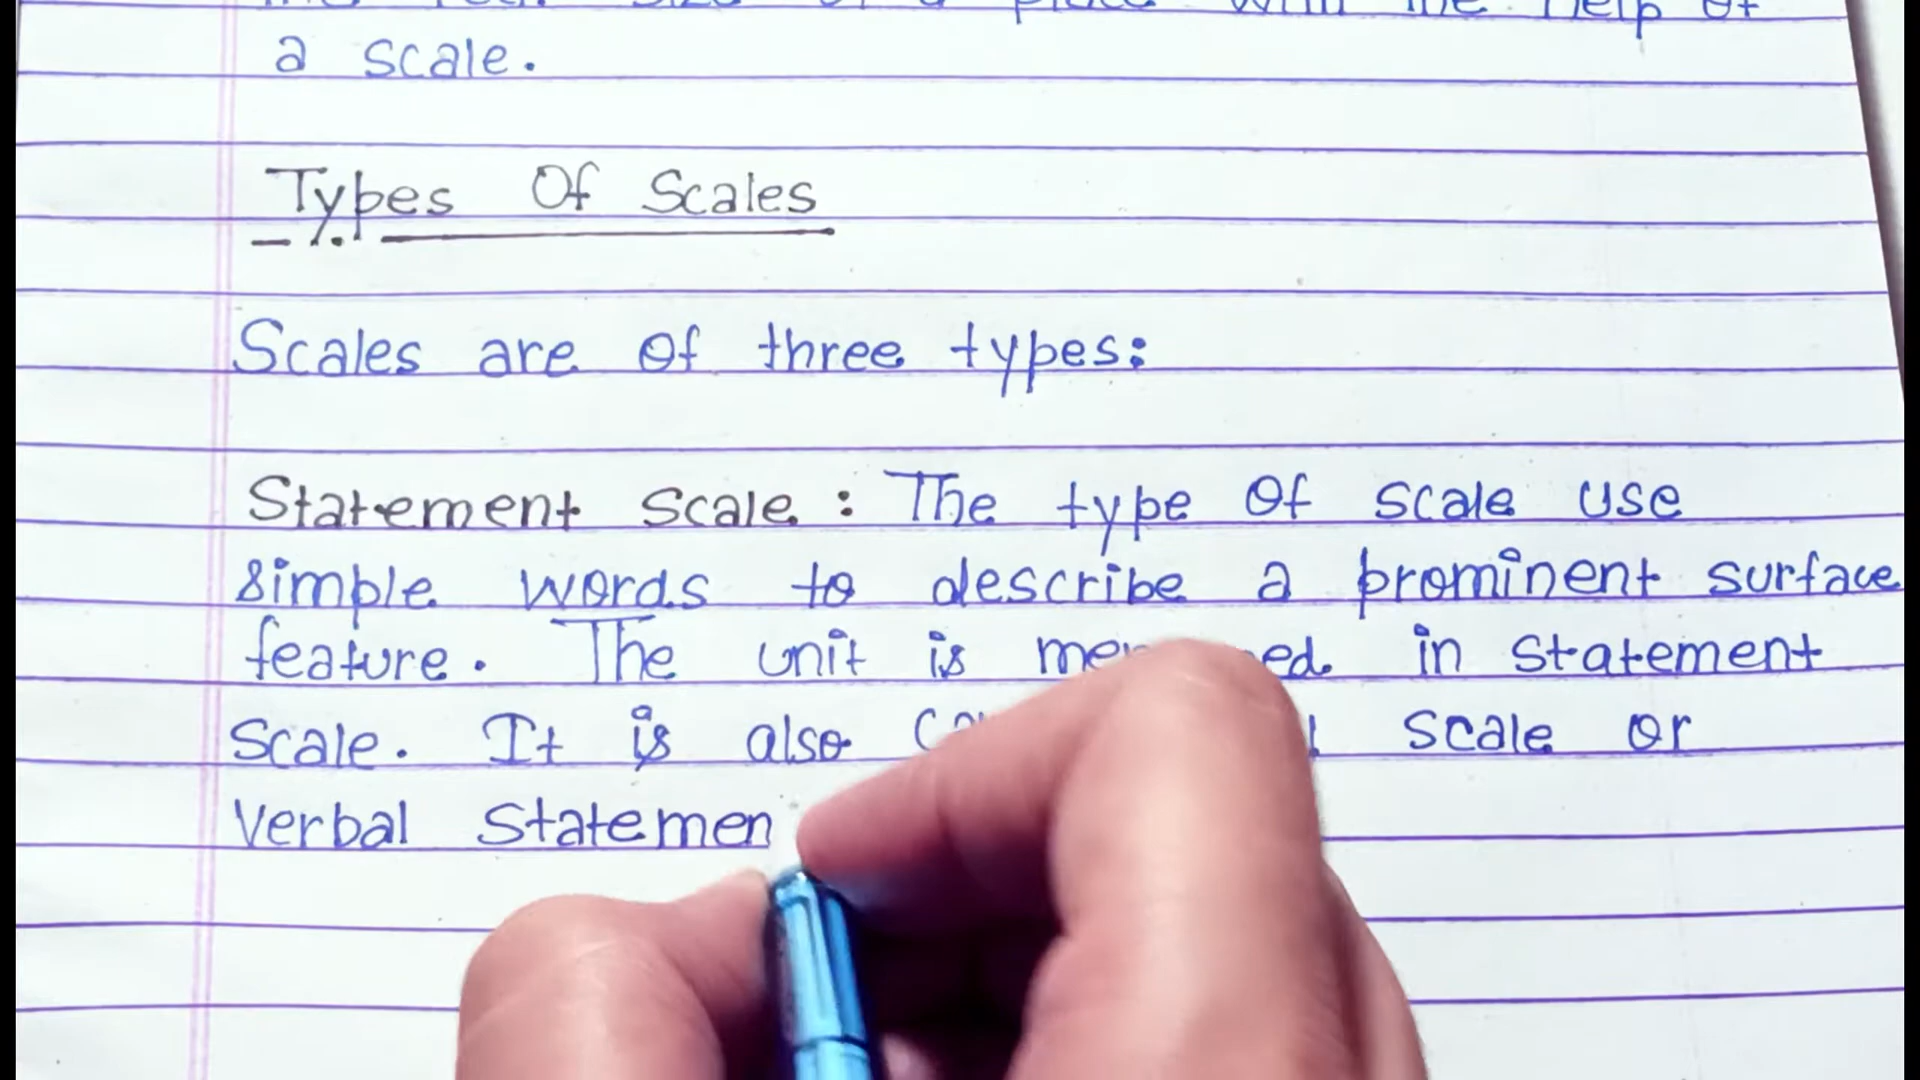 a scale.
Types Of Scales
Scales are of three types:
Statement Scale : The type of scale use
simple words to describe a prominent surface
feature. The unit is in statement
Scale. It is also scale or
Verbal Statemen